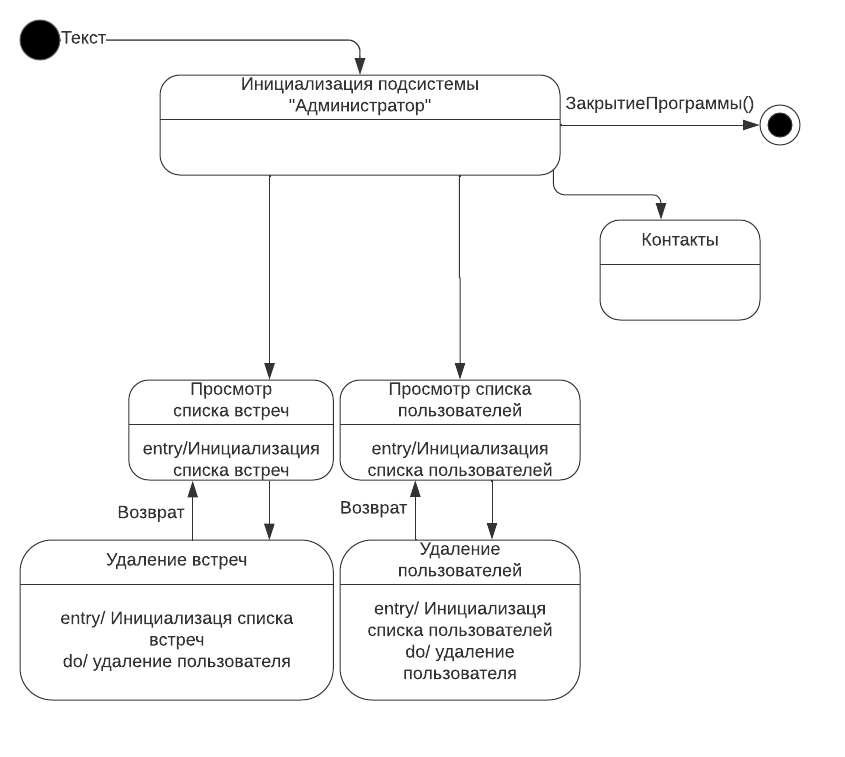 Текст
Инициализация подсистемы
"Администратор"
ЗакрытиеПрограммы()
Контакты
Просмотр
списка встреч
entry/Инициализация
списка встреч
Просмотр списка
пользователей
entry/Инициализация
списка пользователей
Возврат
Возврат
Удаление встреч
entry/ Инициализаця списка
встреч
do/ удаление пользователя
Удаление
пользователей
entry/ Инициализаця
списка пользователей
do/ удаление
пользователя